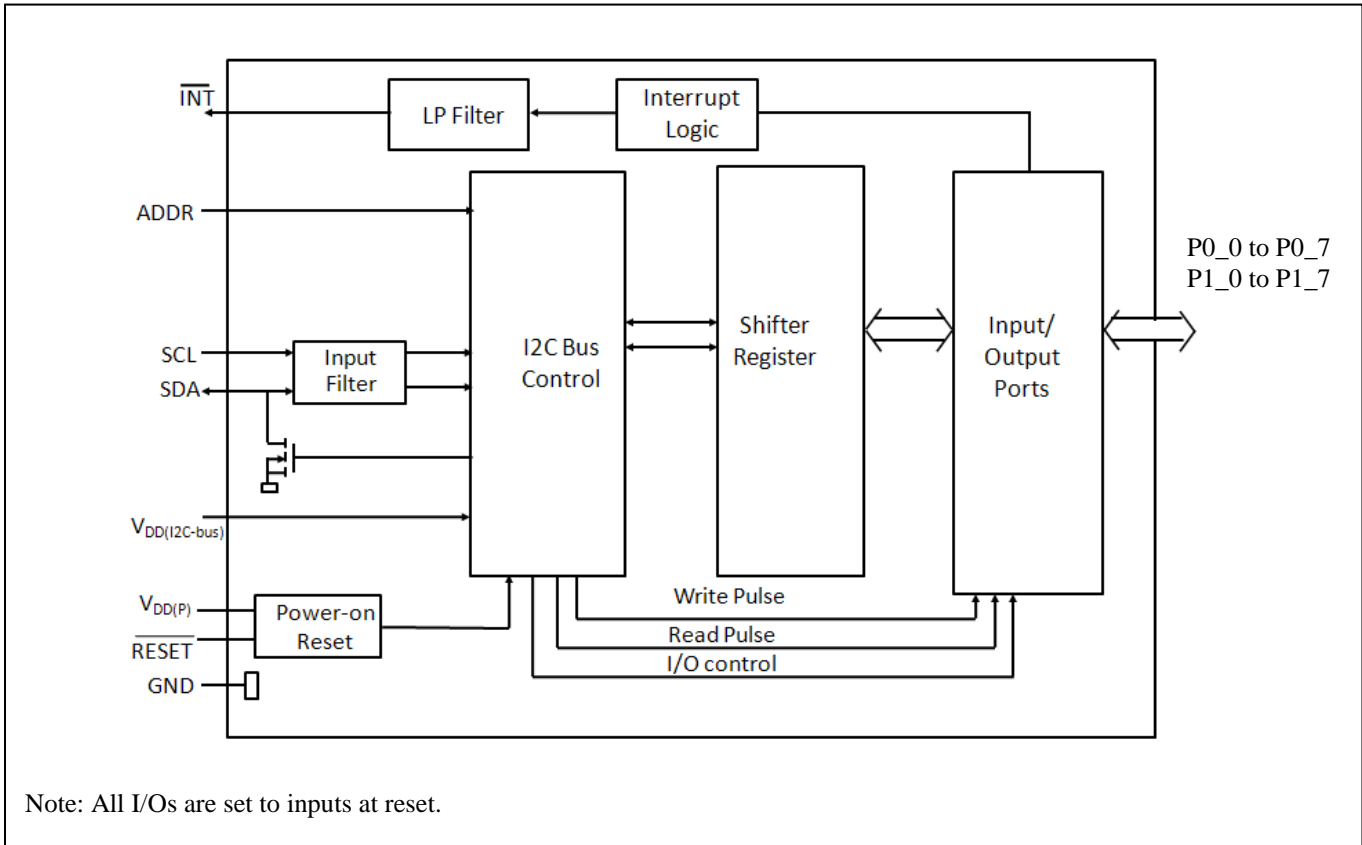 INT
LP Filter
Interrupt
Logic
ADDR
P0_0 to P0_7
P1_0 to P1_7
SCL
SDA
Input
Filter
I2C Bus
Control
Shifter
Register
Input/
Output
Ports
VDD(I2C-bus)
VDD(P)
RESET
GND
Power-on
Reset
Write Pulse
Read Pulse
I/O control
Note: All I/Os are set to inputs at reset.